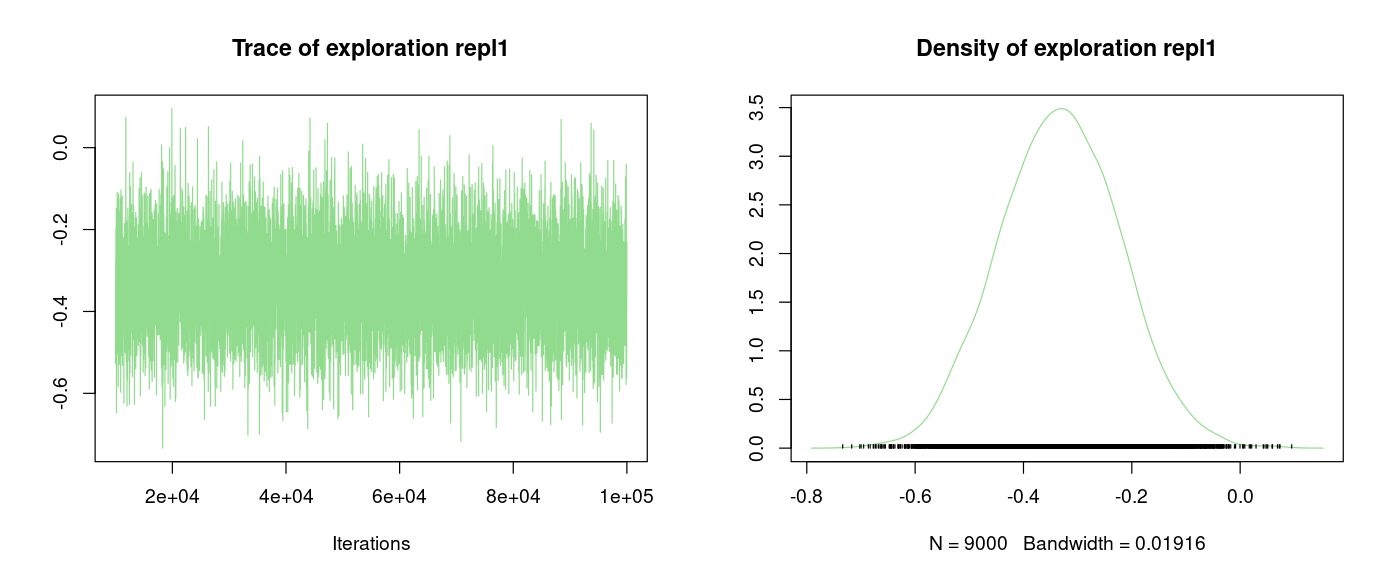 Trace of exploration repl1
0.0
-0.2
-0.4
-0.6
2e+04 4e+04 6e+04 8e+04 1e+05
Iterations
Density of exploration repl1
3.5
3.0
2.5
2.0
1.5
1.0
0.5
0.0
-0.8 -0.6 -0.4 -0.2 0.0
N = 9000 Bandwidth = 0.01916